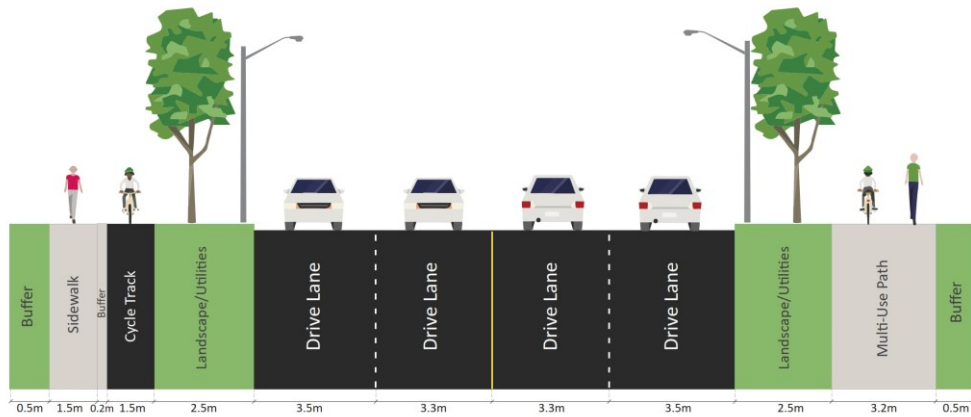 Buffer
Sidewalk
Buffer
Cycle Track
Landscape/Utilities
Drive Lane
Drive Lane
Drive Lane
Drive Lane
Landscape/Utilities
Multi-Use Path
Buffer
0.5m 1.5m 0.2m 1.5m 2.5m 3.5m 3.3m 3.3m 3.5m 2.5m 3.2m 0.5m